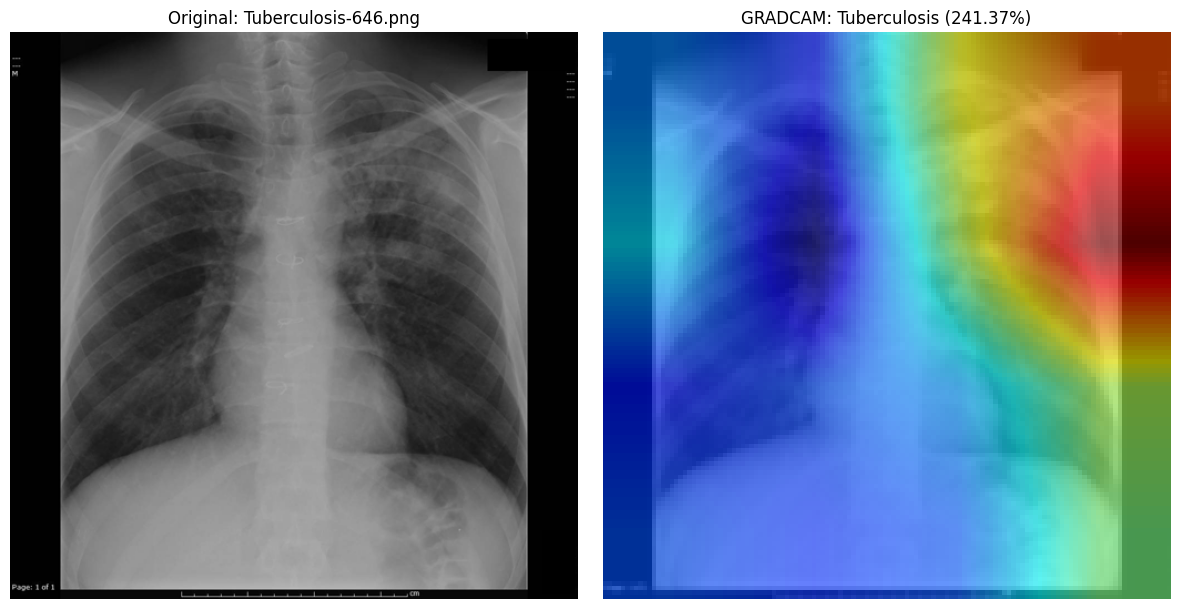 Original: Tuberculosis-646.png
GRADCAM: Tuberculosis (241.37%)
M
Page: 1 of 1
cm